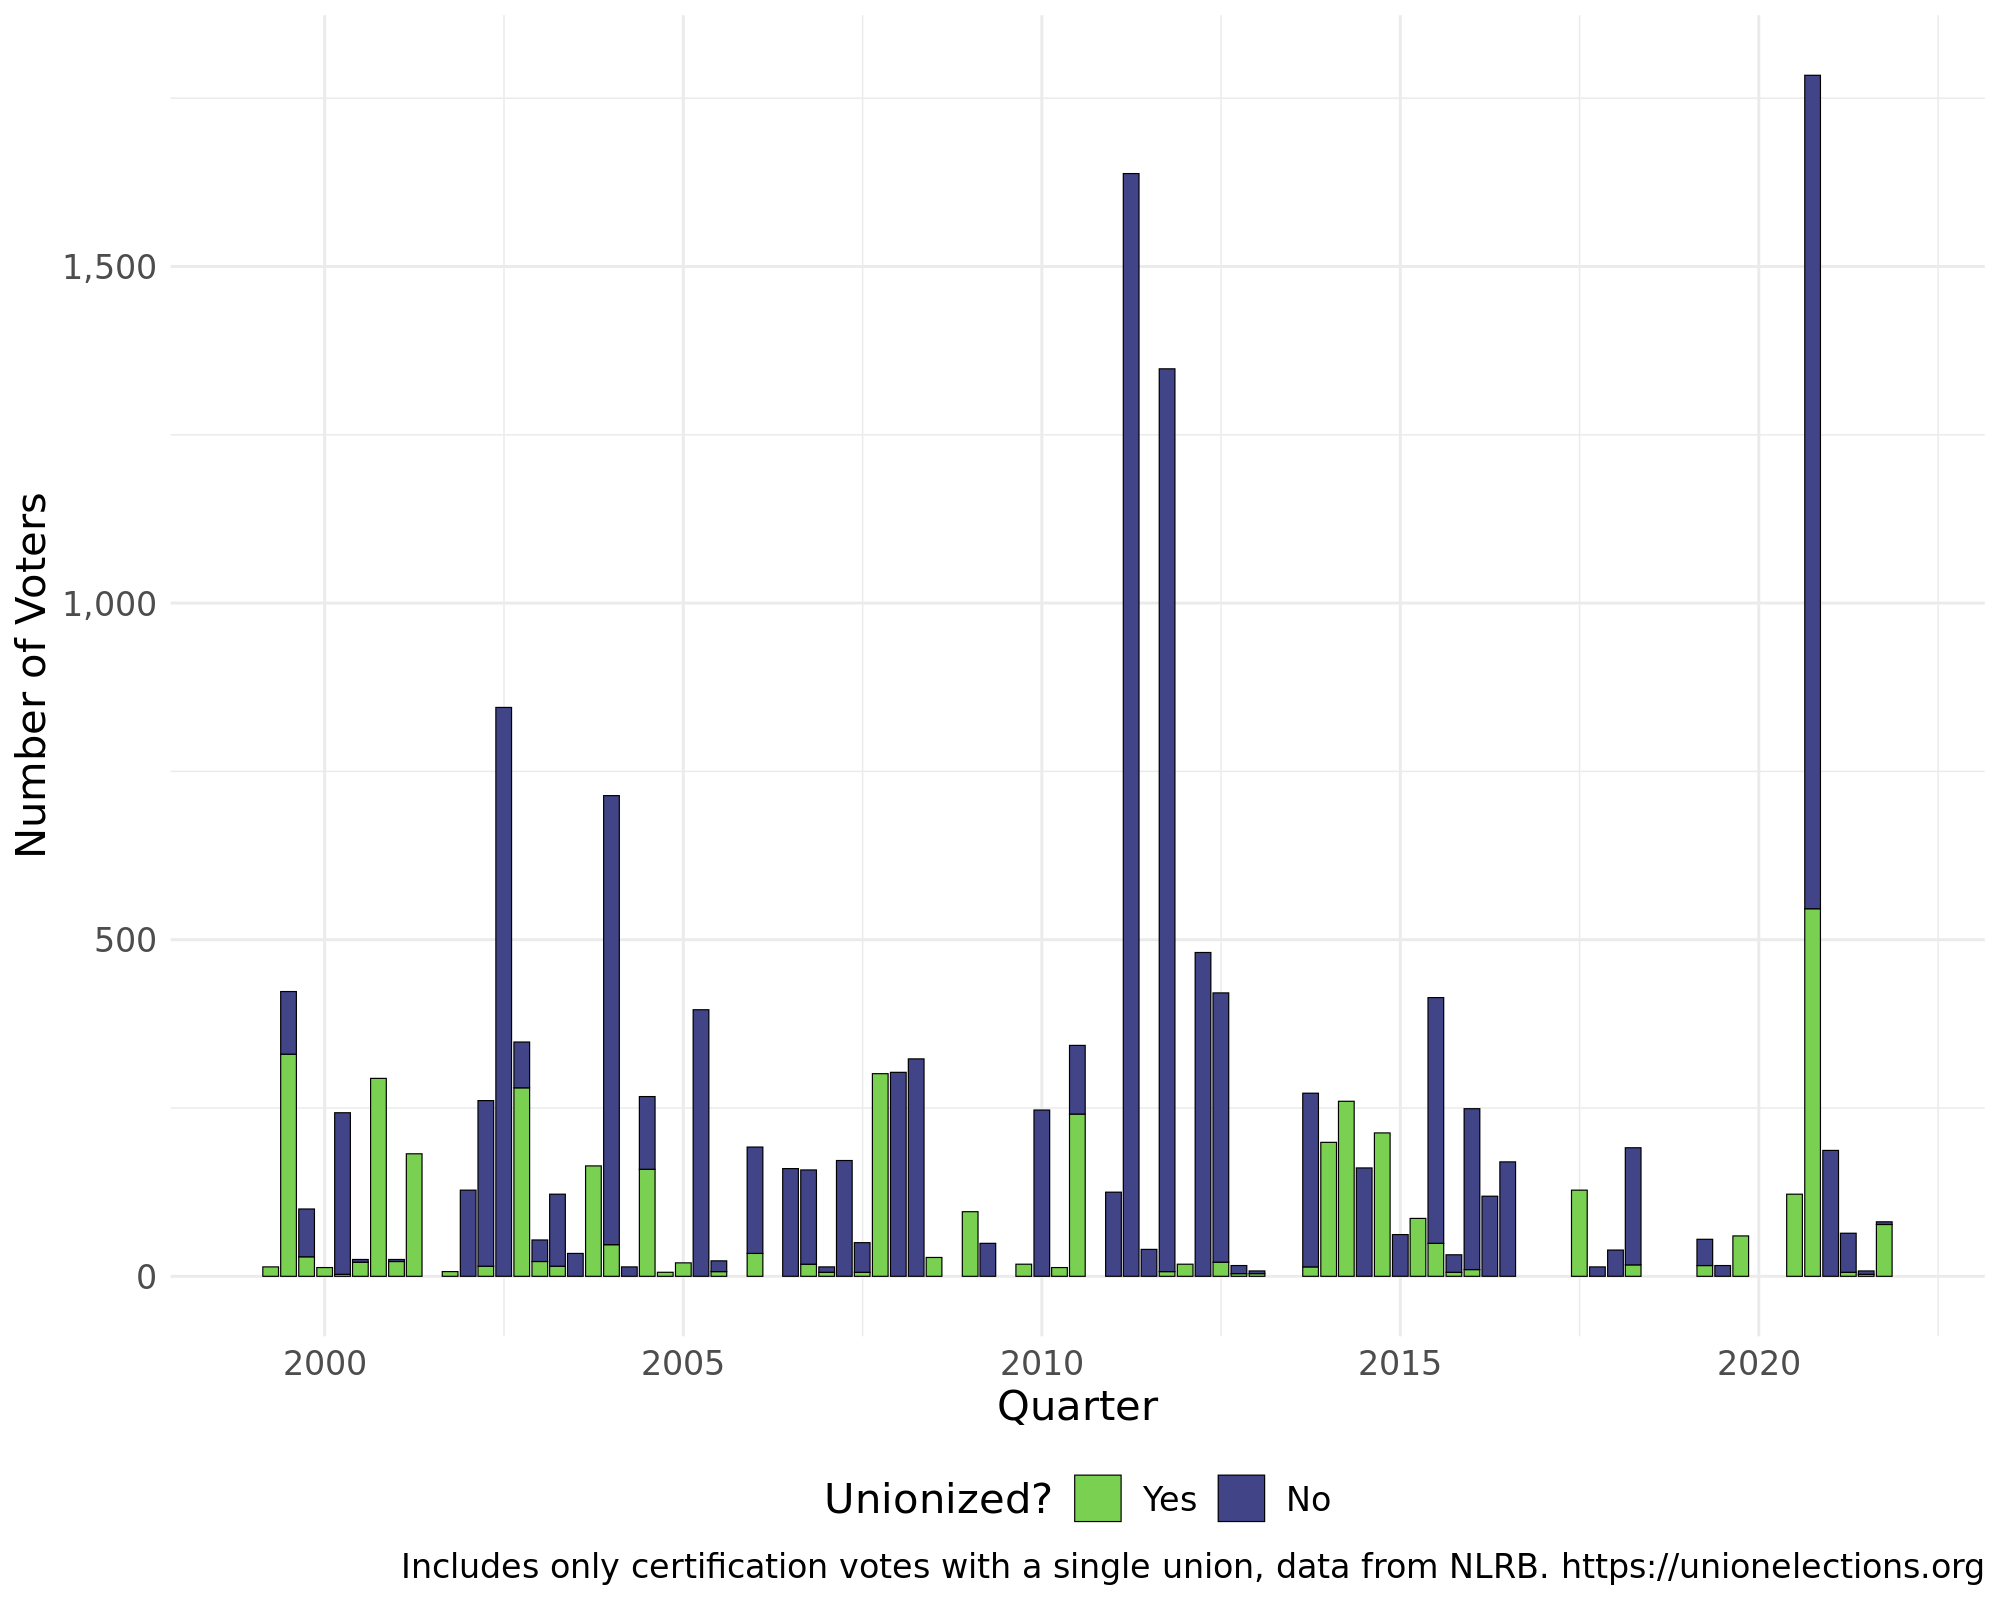 Number of Voters
1,500
1,000
500
0
2000 2005 2010 2015 2020
Quarter
Unionized? Yes No
Includes only certification votes with a single union, data from NLRB. https://unionelections.org